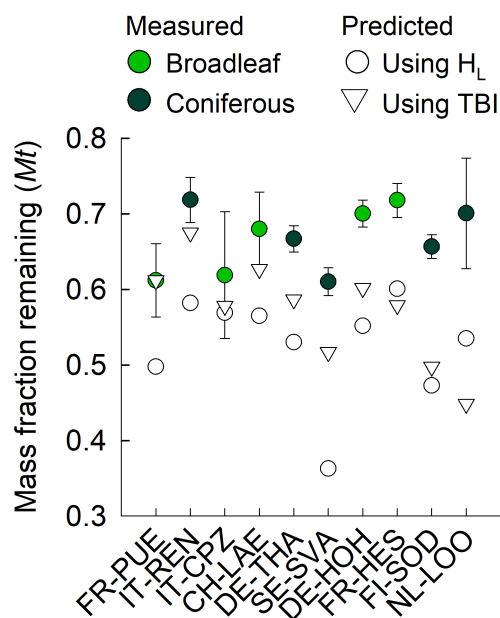 Measured Predicted
Broadleaf Using H_L
Coniferous Using TBI
Mass fraction remaining (Mt)
0.8
0.7
0.6
0.5
0.4
0.3
FR-PUE
IT-REN
IT-CPZ
CH-LAE
DE-THA
SE-SVA
DE-HOH
FR-HES
FI-SOD
NL-LOO